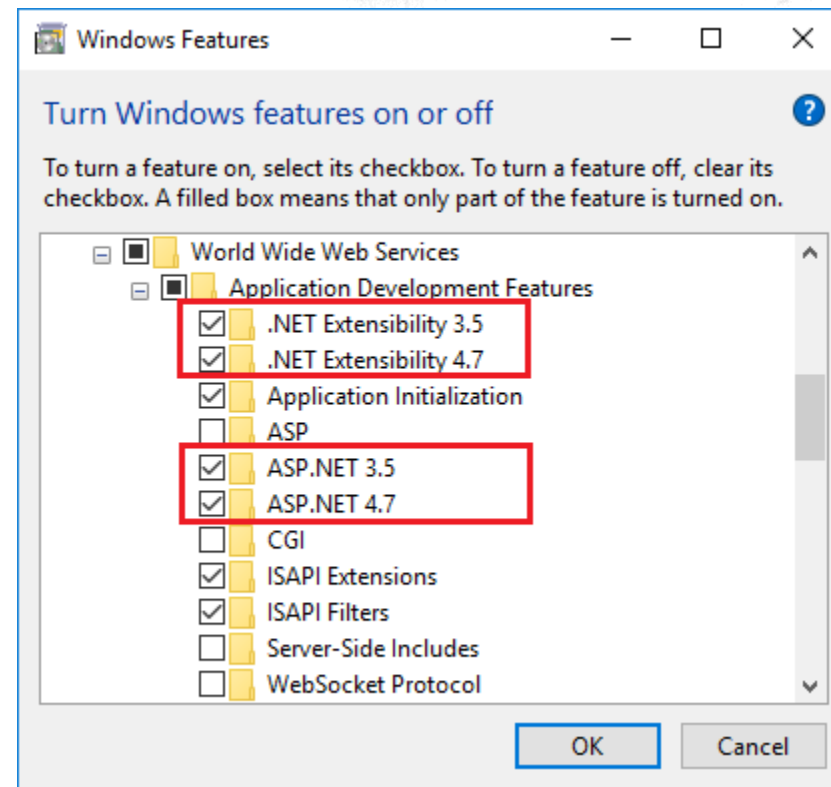 Windows Features
Turn Windows features on or off
To turn a feature on, select its checkbox. To turn a feature off, clear its
checkbox. A filled box means that only part of the feature is turned on.
World Wide Web Services
Application Development Features
.NET Extensibility 3.5
.NET Extensibility 4.7
Application Initialization
ASP
ASP.NET 3.5
ASP.NET 4.7
CGI
ISAPI Extensions
ISAPI Filters
Server-Side Includes
WebSocket Protocol
OK
Cancel